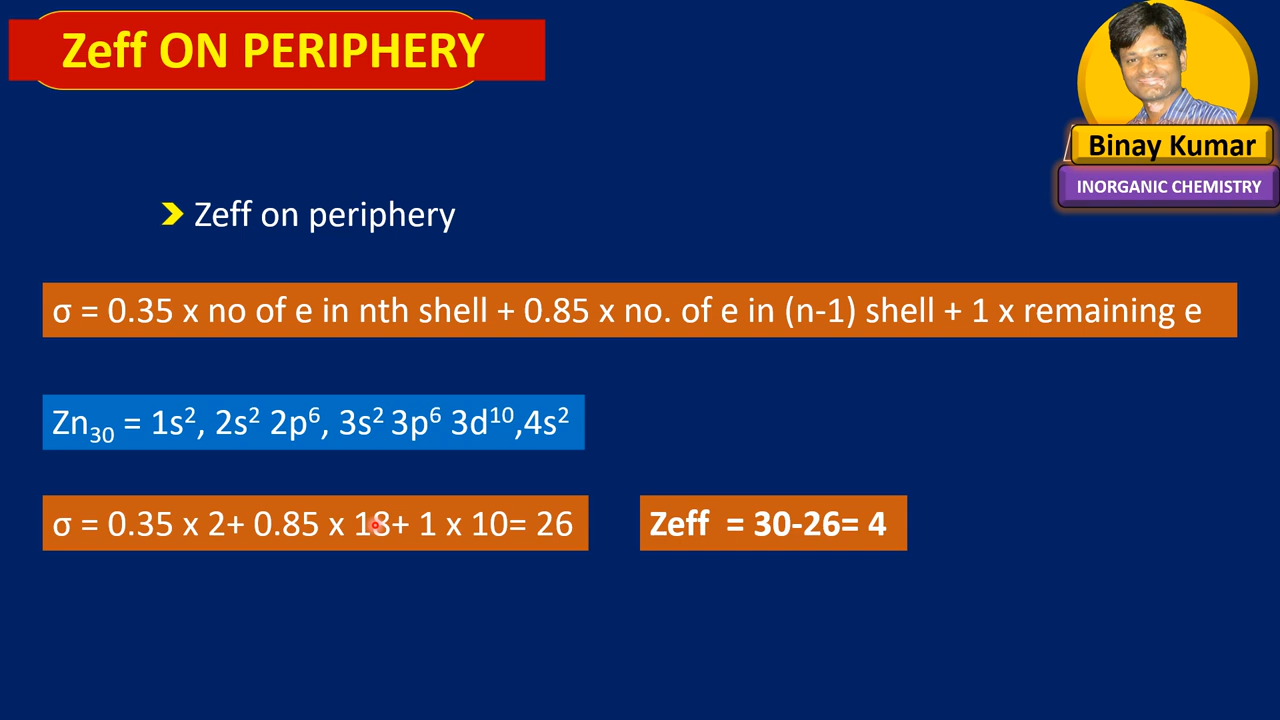 Zeff ON PERIPHERY
Binay Kumar
INORGANIC CHEMISTRY
Zeff on periphery
σ = 0.35 x no of e in nth shell + 0.85 x no. of e in (n-1) shell + 1 x remaining e
Zn₃₀ = 1s², 2s² 2p⁶, 3s² 3p⁶ 3d¹⁰,4s²
σ = 0.35 x 2+ 0.85 x 18+ 1 x 10= 26
Zeff = 30-26= 4